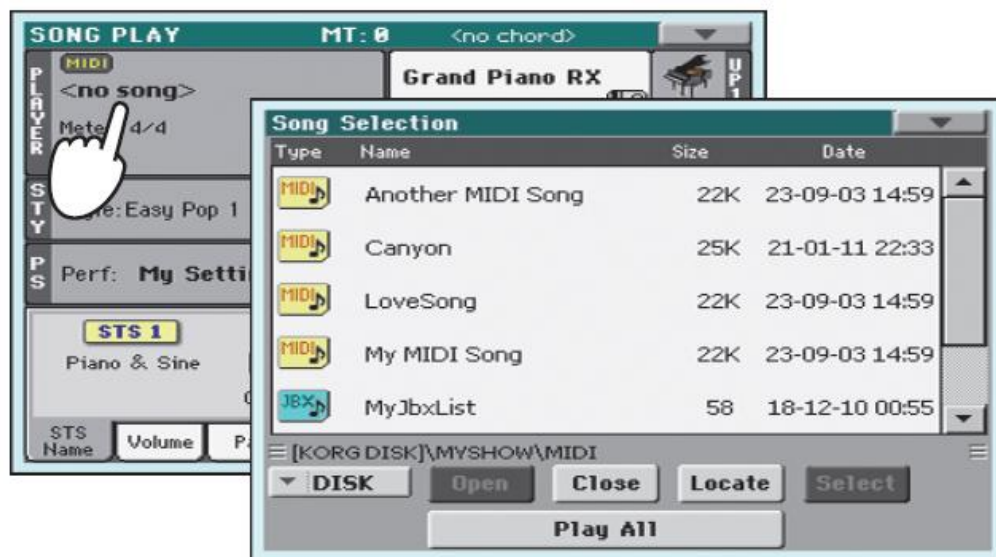 SONG PLAY MT: 0 <no chord>
PLAYER
MIDI
<no song>
4/4
Grand Piano RX
STY
Easy Pop 1
PS
Perf: My
STS 1
Piano & Sine
STS Name
Volume
Song Selection
Type Name Size Date
MIDI Another MIDI Song 22K 23-09-03 14:59
MIDI Canyon 25K 21-01-11 22:33
MIDI LoveSong 22K 23-09-03 14:59
MIDI My MIDI Song 22K 23-09-03 14:59
JBX MyJbxList 58 18-12-10 00:55
[KORG DISK]\MYSHOW\MIDI
DISK Open Close Locate Select
Play All